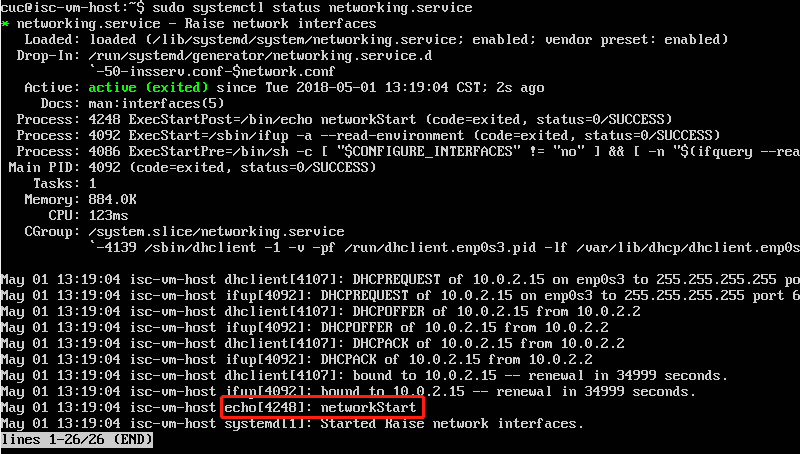 cuc@isc-vm-host:~$ sudo systemctl status networking.service
* networking.service - Raise network interfaces
Loaded: loaded (/lib/systemd/system/networking.service; enabled; vendor preset: enabled)
Drop-In: /run/systemd/generator/networking.service.d
`-50-insserv.conf-$network.conf
Active: active (exited) since Tue 2018-05-01 13:19:04 CST; 2s ago
Docs: man:interfaces(5)
Process: 4248 ExecStartPost=/bin/echo networkStart (code=exited, status=0/SUCCESS)
Process: 4092 ExecStart=/sbin/ifup -a --read-environment (code=exited, status=0/SUCCESS)
Process: 4086 ExecStartPre=/bin/sh -c [ "$CONFIGURE_INTERFACES" != "no" ] && [ -n "$(ifquery --rea
Main PID: 4092 (code=exited, status=0/SUCCESS)
Tasks: 1
Memory: 884.0K
CPU: 123ms
CGroup: /system.slice/networking.service
`-4139 /sbin/dhclient -1 -v -pf /run/dhclient.enp0s3.pid -lf /var/lib/dhcp/dhclient.enp0s
May 01 13:19:04 isc-vm-host dhclient[4107]: DHCPREQUEST of 10.0.2.15 on enp0s3 to 255.255.255.255 po
May 01 13:19:04 isc-vm-host ifup[4092]: DHCPREQUEST of 10.0.2.15 on enp0s3 to 255.255.255.255 port 6
May 01 13:19:04 isc-vm-host dhclient[4107]: DHCPOFFER of 10.0.2.15 from 10.0.2.2
May 01 13:19:04 isc-vm-host ifup[4092]: DHCPOFFER of 10.0.2.15 from 10.0.2.2
May 01 13:19:04 isc-vm-host dhclient[4107]: DHCPACK of 10.0.2.15 from 10.0.2.2
May 01 13:19:04 isc-vm-host ifup[4092]: DHCPACK of 10.0.2.15 from 10.0.2.2
May 01 13:19:04 isc-vm-host dhclient[4107]: bound to 10.0.2.15 -- renewal in 34999 seconds.
May 01 13:19:04 isc-vm-host ifup[4092]: bound to 10.0.2.15 -- renewal in 34999 seconds.
May 01 13:19:04 isc-vm-host echo[4248]: networkStart
May 01 13:19:04 isc-vm-host systemd[1]: Started Raise network interfaces.
lines 1-26/26 (END)